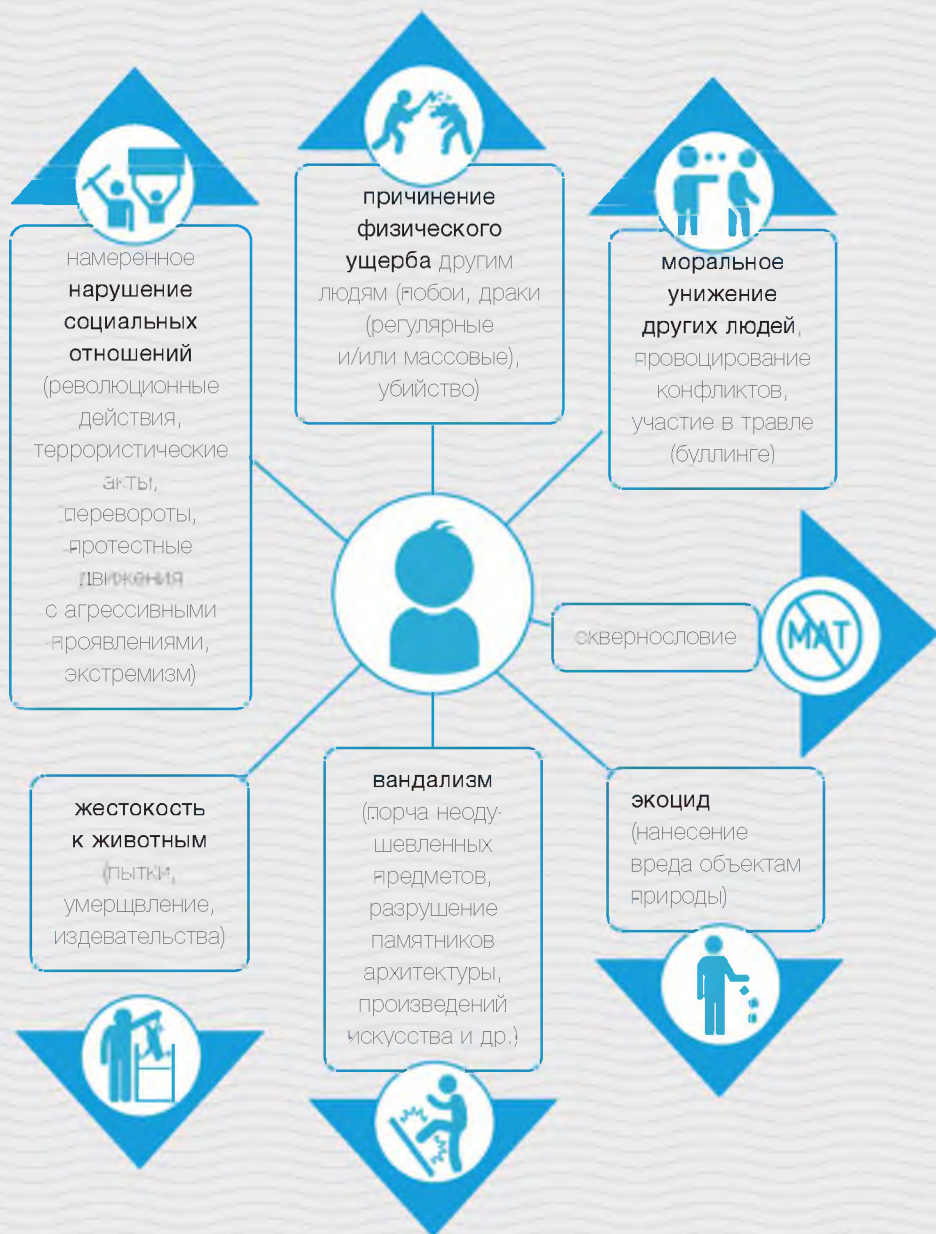 намеренное
нарушение
социальных
отношений
(революционные
действия,
террористические
акты,
перевороты,
протестные
движения
с агрессивными
проявлениями,
экстремизм)
причинение
физического
ущерба другим
людям (побои, драки
(регулярные
и/или массовые),
убийство)
моральное
унижение
других людей,
провоцирование
конфликтов,
участие в травле
(буллинге)
сквернословие
МАТ
жестокость
к животным
(пытки,
умерщвление,
издевательства)
вандализм
(порча неоду-
шевленных
предметов,
разрушение
памятников
архитектуры,
произведений
искусства и др.)
экоцид
(нанесение
вреда объектам
природы)